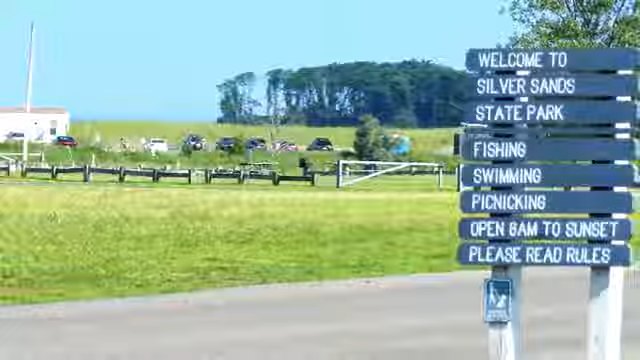 WELCOME TO
SILVER SANDS
STATE PARK
FISHING
SWIMMING
PICNICKING
OPEN 8AM TO SUNSET
PLEASE READ RULES